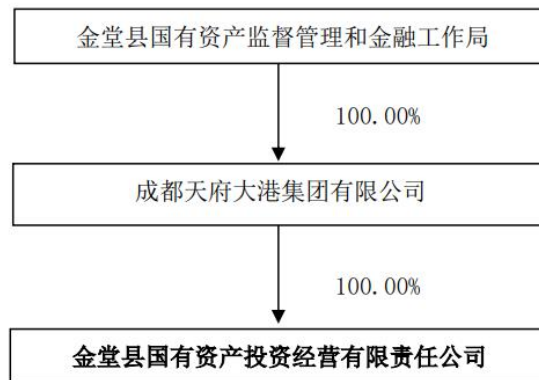 金堂县国有资产监督管理和金融工作局
100.00%
成都天府大港集团有限公司
100.00%
金堂县国有资产投资经营有限责任公司